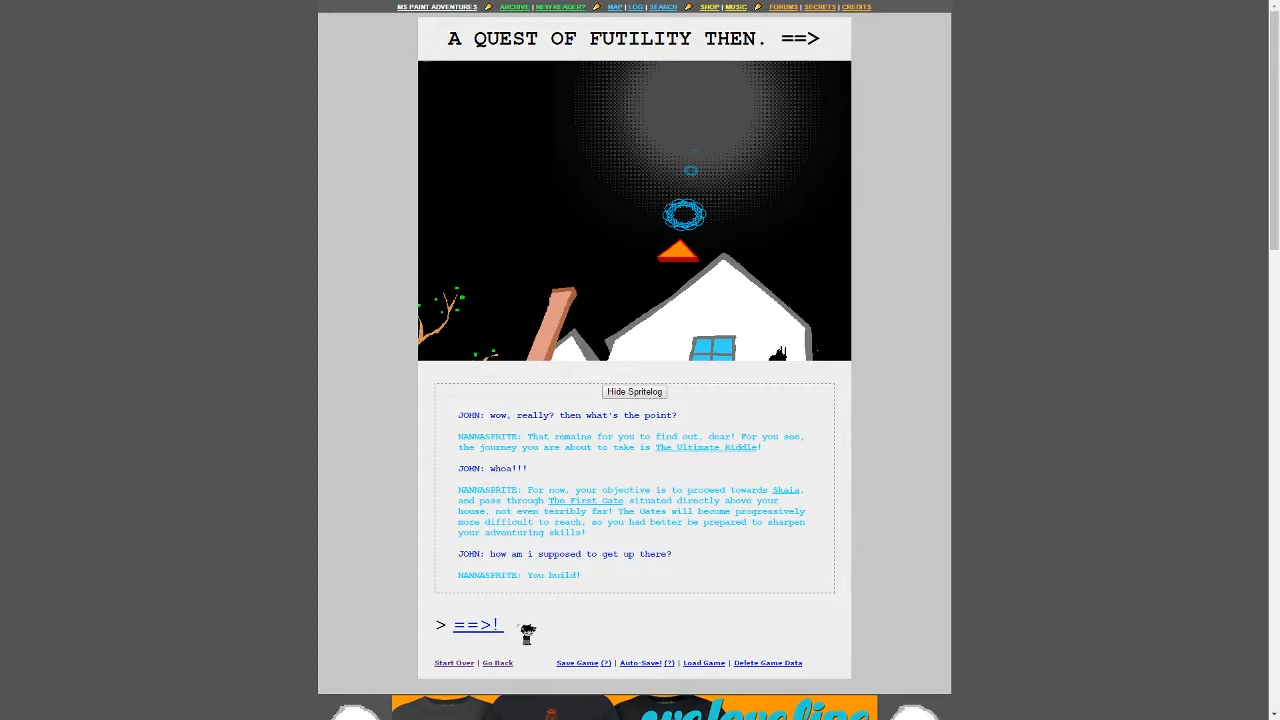 MS PAINT ADVENTURES ARCHIVE | NEW READER? MAP | LOG | SEARCH SHOP | MUSIC FORUMS | SECRETS | CREDITS
A QUEST OF FUTILITY THEN. ==>
Hide Spritelog
JOHN: wow, really? then what's the point?
NANNASPRITE: That remains for you to find out, dear! For you see,
the journey you are about to take is The Ultimate Riddle!
JOHN: whoa!!!
NANNASPRITE: For now, your objective is to proceed towards Skaia,
and pass through The First Gate situated directly above your
house, not even terribly far! The Gates will become progressively
more difficult to reach, so you had better be prepared to sharpen
your adventuring skills!
JOHN: how am i supposed to get up there?
NANNASPRITE: You build!
> ==>!
Start Over | Go Back Save Game (?) | Auto-Save! (?) | Load Game | Delete Game Data